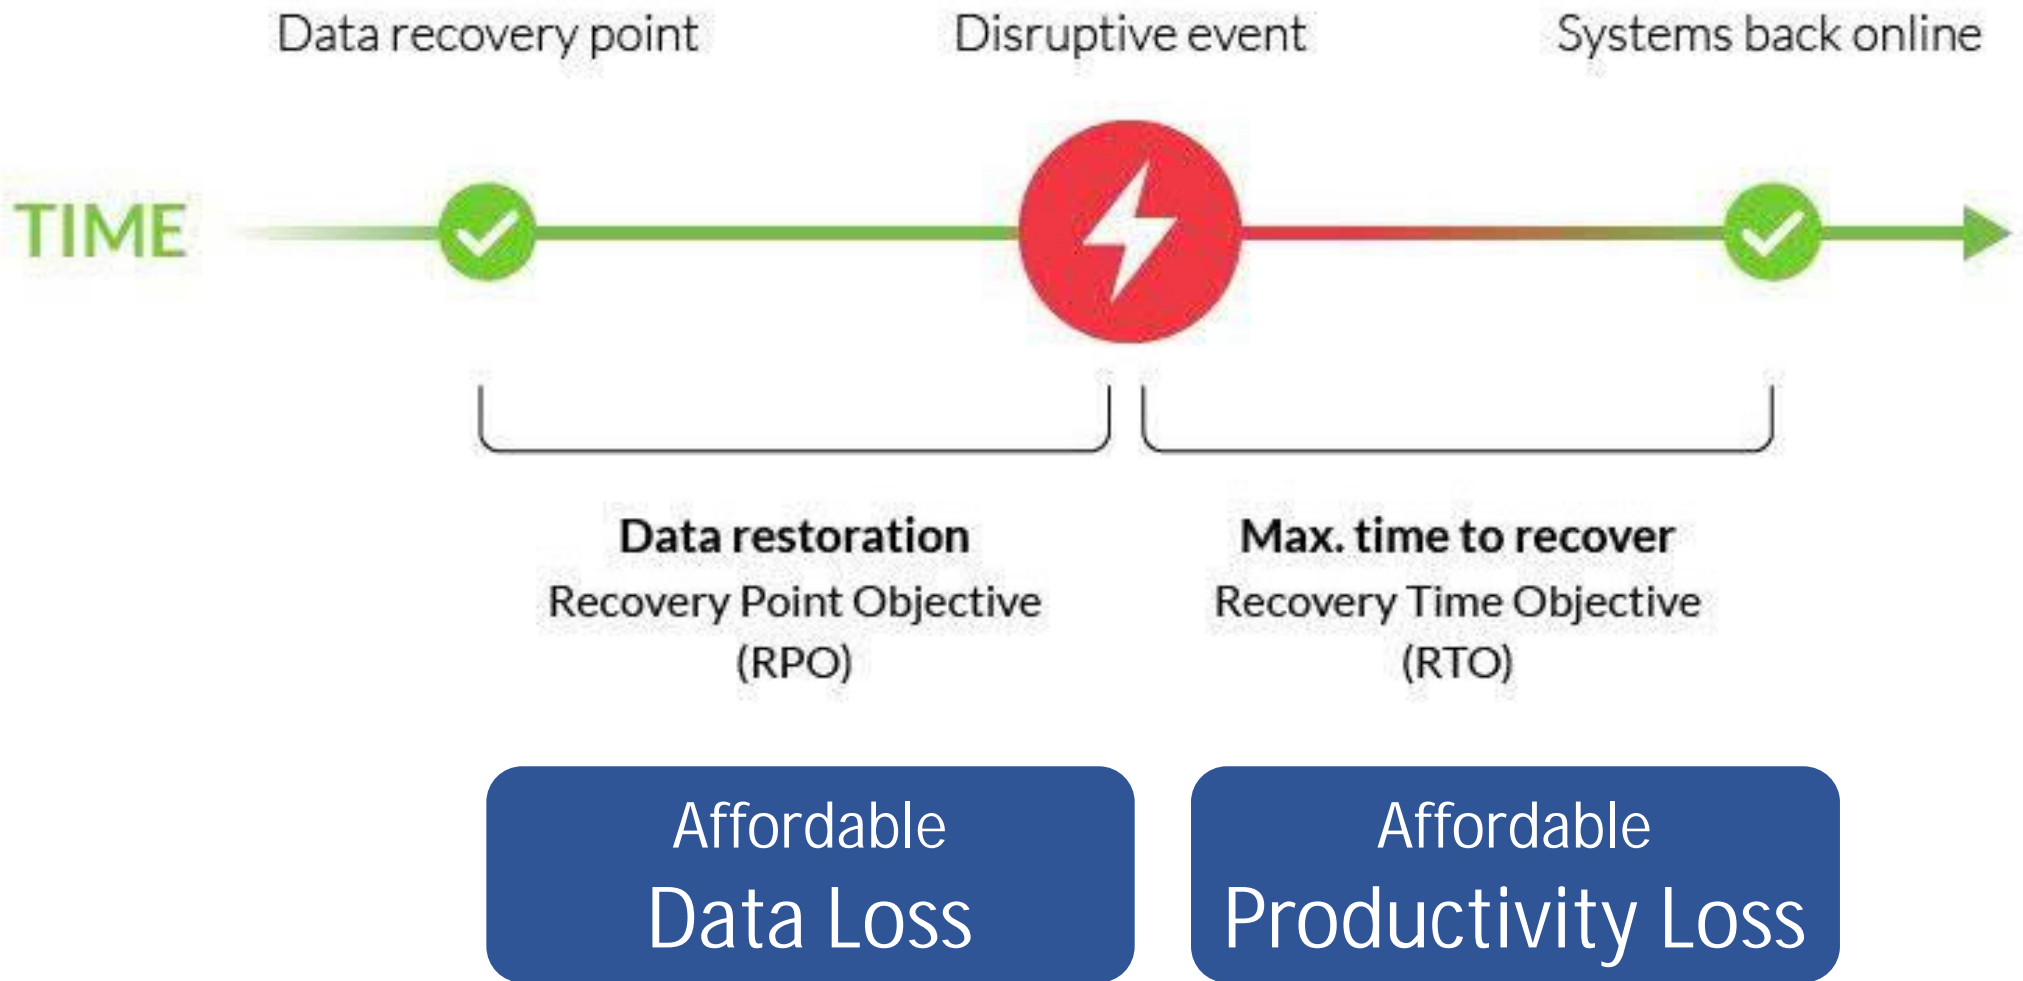 Data recovery point
Disruptive event
Systems back online
TIME
Data restoration
Recovery Point Objective
(RPO)
Max. time to recover
Recovery Time Objective
(RTO)
Affordable
Data Loss
Affordable
Productivity Loss